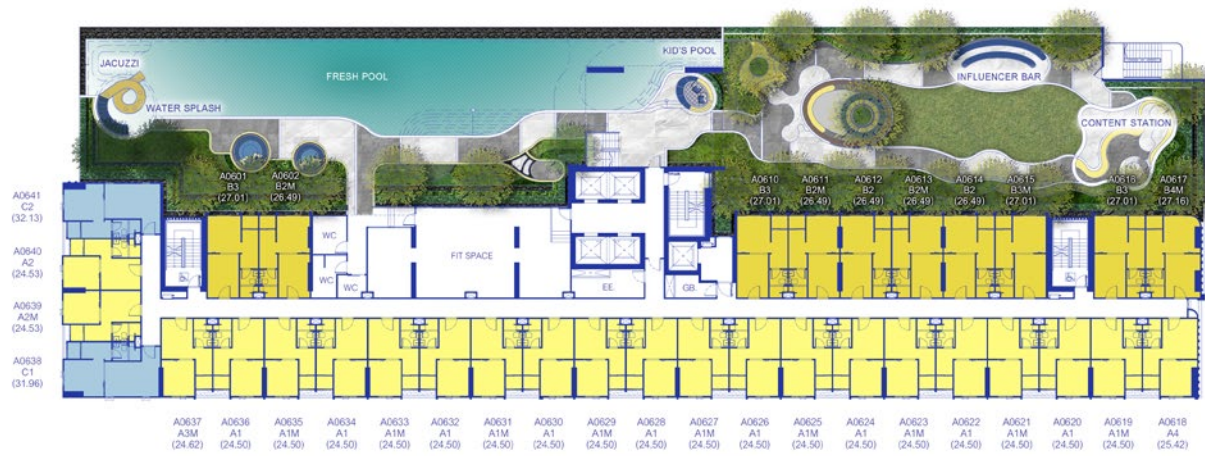 JACUZZI
WATER SPLASH
FRESH POOL
KID'S POOL
INFLUENCER BAR
CONTENT STATION
A0601
B3
(27.01)
A0602
B2M
(26.49)
A0610
B3
(27.01)
A0611
B2M
(26.49)
A0612
B2
(26.49)
A0613
B2M
(26.49)
A0614
B2
(26.49)
A0615
B3M
(27.01)
A0616
B3
(27.01)
A0617
B4M
(27.16)
A0641
C2
(32.13)
A0640
A2
(24.53)
A0639
A2M
(24.53)
A0638
C1
(31.96)
WC
WC
WC
FIT SPACE
EE.
GB.
A0637
A3M
(24.62)
A0636
A1
(24.50)
A0635
A1M
(24.50)
A0634
A1
(24.50)
A0633
A1M
(24.50)
A0632
A1
(24.50)
A0631
A1M
(24.50)
A0630
A1
(24.50)
A0629
A1M
(24.50)
A0628
A1
(24.50)
A0627
A1M
(24.50)
A0626
A1
(24.50)
A0625
A1M
(24.50)
A0624
A1
(24.50)
A0623
A1M
(24.50)
A0622
A1
(24.50)
A0621
A1M
(24.50)
A0620
A1
(24.50)
A0619
A1M
(24.50)
A0618
A4
(25.42)